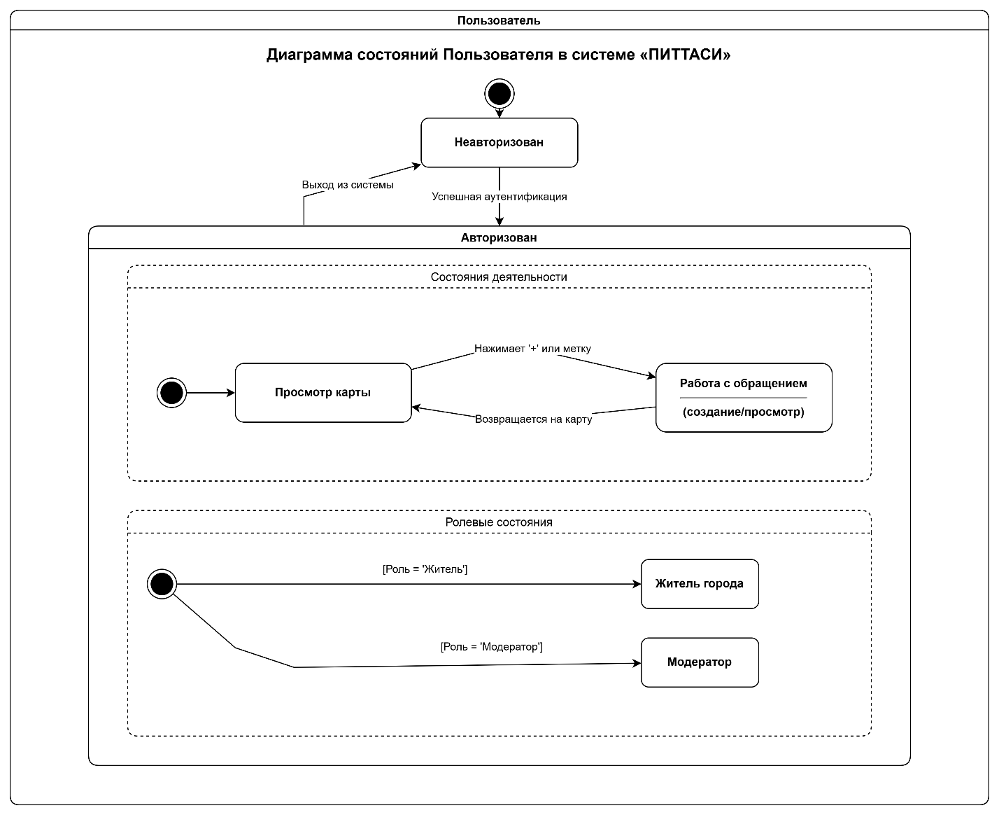 Пользователь
Диаграмма состояний Пользователя в системе «ПИТТАСИ»
Неавторизован
Выход из системы
Успешная аутентификация
Авторизован
Состояния деятельности
Нажимает '+' или метку
Просмотр карты
Работа с обращением
(создание/просмотр)
Возвращается на карту
Ролевые состояния
[Роль = 'Житель']
Житель города
[Роль = 'Модератор']
Модератор